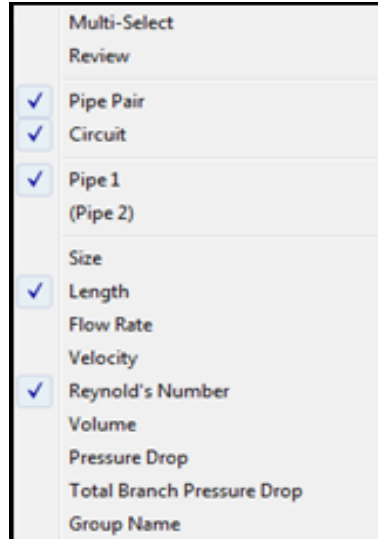 Multi-Select
Review
Pipe Pair
Circuit
Pipe 1
(Pipe 2)
Size
Length
Flow Rate
Velocity
Reynold's Number
Volume
Pressure Drop
Total Branch Pressure Drop
Group Name